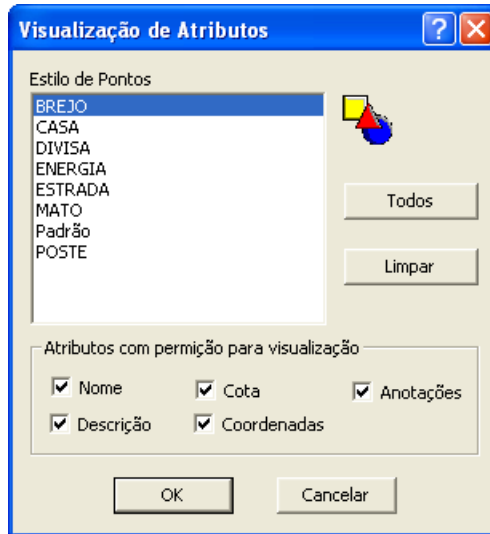 Visualização de Atributos
Estilo de Pontos
BREJO
CASA
DIVISA
ENERGIA
ESTRADA
MATO
Padrão
POSTE
Todos
Limpar
Atributos com permição para visualização
Nome
Cota
Anotações
Descrição
Coordenadas
OK
Cancelar